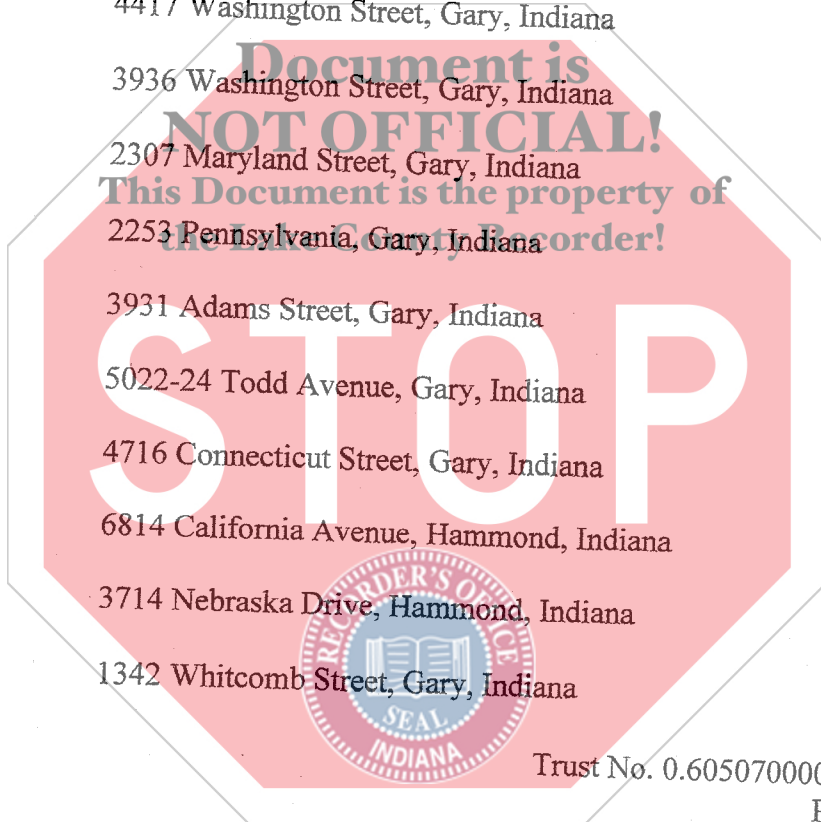 4417 Washington Street, Gary, Indiana
Document is
3936 Washington Street, Gary, Indiana
NOT OFFICIAL!
2307 Maryland Street, Gary, Indiana
This Document is the property of
the Lake County Recorder!
2253 Pennsylvania, Gary, Indiana
3931 Adams Street, Gary, Indiana
STOP
5022-24 Todd Avenue, Gary, Indiana
4716 Connecticut Street, Gary, Indiana
6814 California Avenue, Hammond, Indiana
3714 Nebraska Drive, Hammond, Indiana
RECORDER'S OFFICE
SEAL
INDIANA
1342 Whitcomb Street, Gary, Indiana
Trust No. 0.605070000